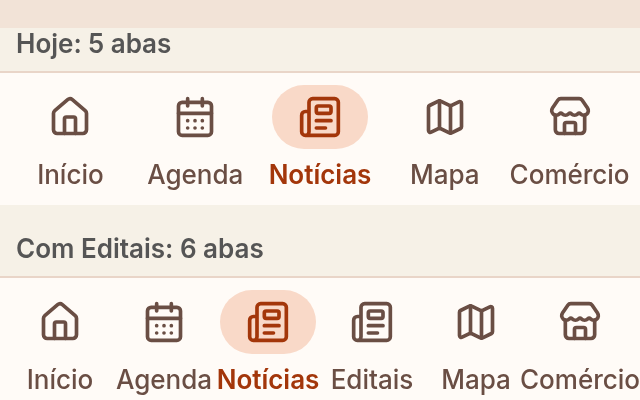 Hoje: 5 abas
Início Agenda Notícias Mapa Comércio
Com Editais: 6 abas
Início Agenda Notícias Editais Mapa Comércio